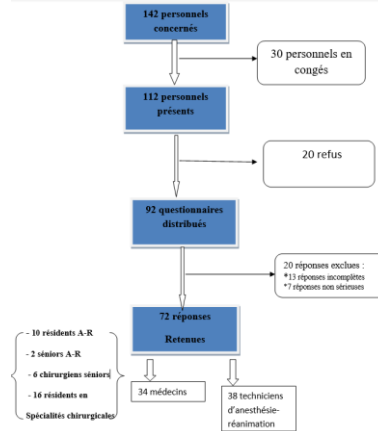 142 personnels
concernés
30 personnels en
congés
112 personnels
présents
20 refus
92 questionnaires
distribués
20 réponses exclues :
*13 réponses incomplètes
*7 réponses non sérieuses
72 réponses
Retenues
- 10 résidents A-R
- 2 séniors A-R
- 6 chirurgiens séniors
- 16 résidents en
Spécialités chirurgicales
34 médecins
38 techniciens
d'anesthésie-
réanimation